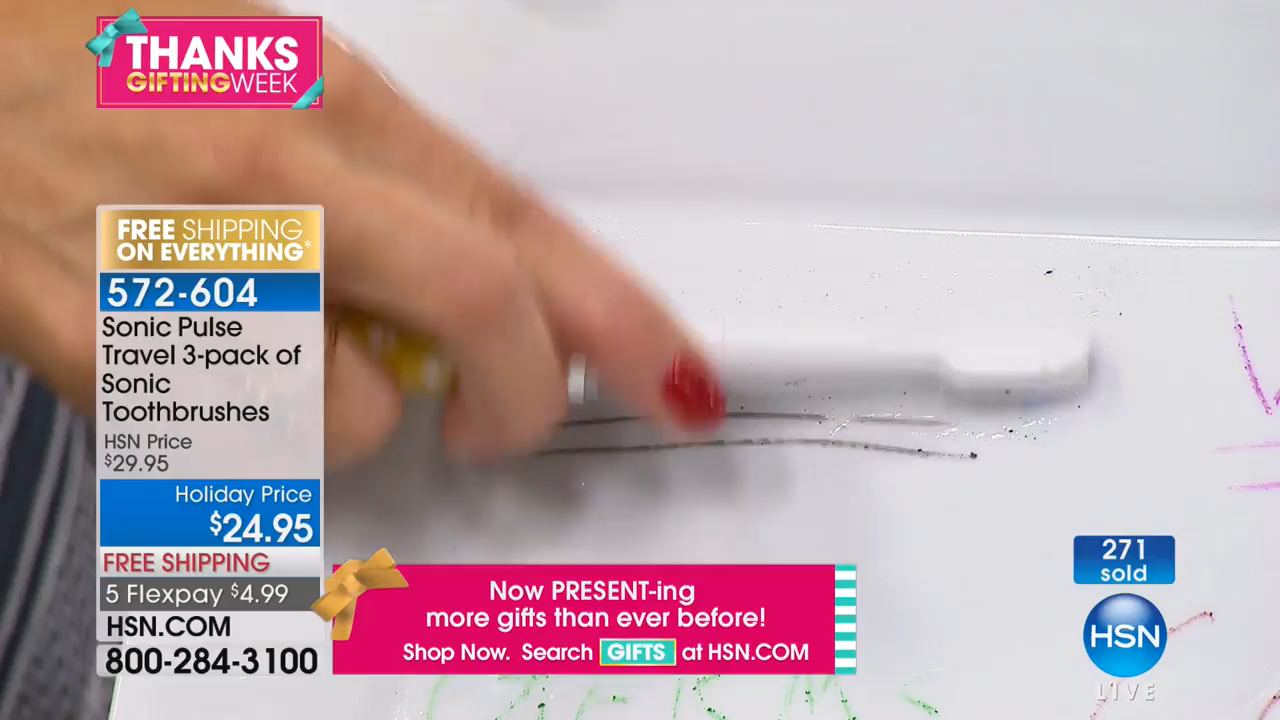 THANKS
GIFTINGWEEK
FREE SHIPPING
ON EVERYTHING*
572-604
Sonic Pulse
Travel 3-pack of
Sonic
Toothbrushes
HSN Price
$29.95
Holiday Price
$24.95
FREE SHIPPING
5 Flexpay $4.99
HSN.COM
800-284-3100
Now PRESENT-ing
more gifts than ever before!
Shop Now. Search GIFTS at HSN.COM
271
sold
HSN
LIVE
GERMS